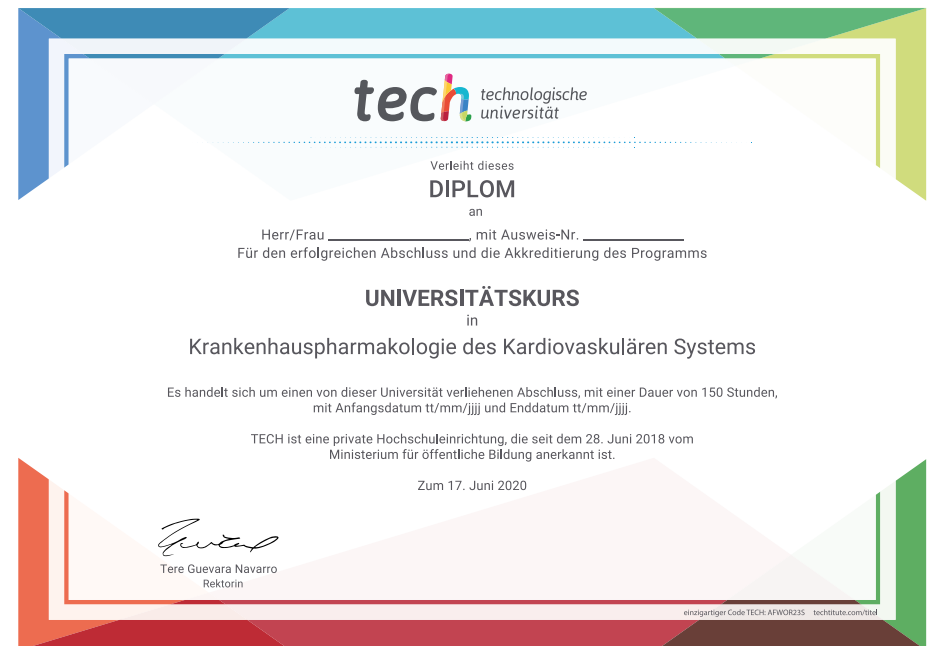 tech technologische
universität
Verleiht dieses
DIPLOM
an
Herr/Frau ____________________, mit Ausweis-Nr. ______________
Für den erfolgreichen Abschluss und die Akkreditierung des Programms
UNIVERSITÄTSKURS
in
Krankenhauspharmakologie des Kardiovaskulären Systems
Es handelt sich um einen von dieser Universität verliehenen Abschluss, mit einer Dauer von 150 Stunden,
mit Anfangsdatum tt/mm/jjjj und Enddatum tt/mm/jjjj.
TECH ist eine private Hochschuleinrichtung, die seit dem 28. Juni 2018 vom
Ministerium für öffentliche Bildung anerkannt ist.
Zum 17. Juni 2020
Tere Guevara Navarro
Rektorin
einzigartiger Code TECH: AFWOR23S techtitute.com/titel